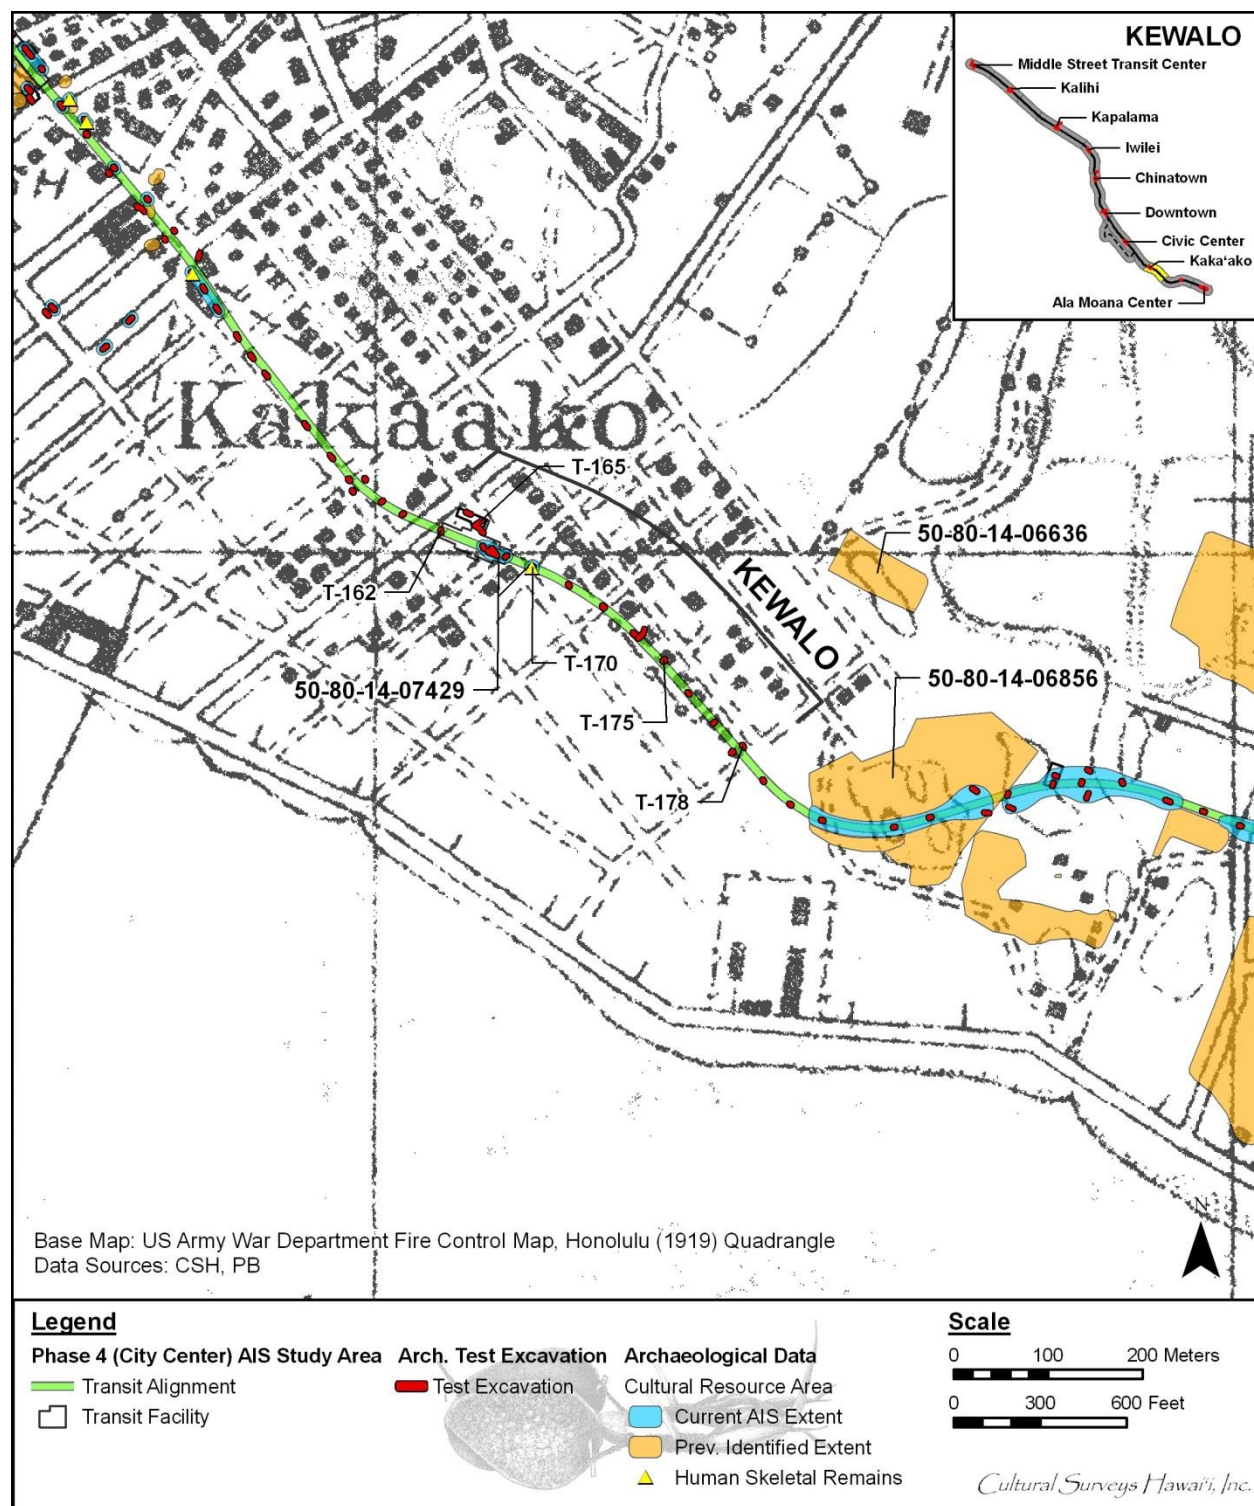 KEWALO
Middle Street Transit Center
Kalihi
Kapalama
Iwilei
Chinatown
Downtown
Civic Center
Kaka'ako
Ala Moana Center
Kakaako
T-165
50-80-14-06636
KEWALO
T-162
T-170
50-80-14-07429
50-80-14-06856
T-175
T-178
N
Base Map: US Army War Department Fire Control Map, Honolulu (1919) Quadrangle
Data Sources: CSH, PB
Legend
Phase 4 (City Center) AIS Study Area
Transit Alignment
Transit Facility
Arch. Test Excavation
Test Excavation
Archaeological Data
Cultural Resource Area
Current AIS Extent
Prev. Identified Extent
Human Skeletal Remains
Scale
0 100 200 Meters
0 300 600 Feet
Cultural Surveys Hawai'i, Inc.